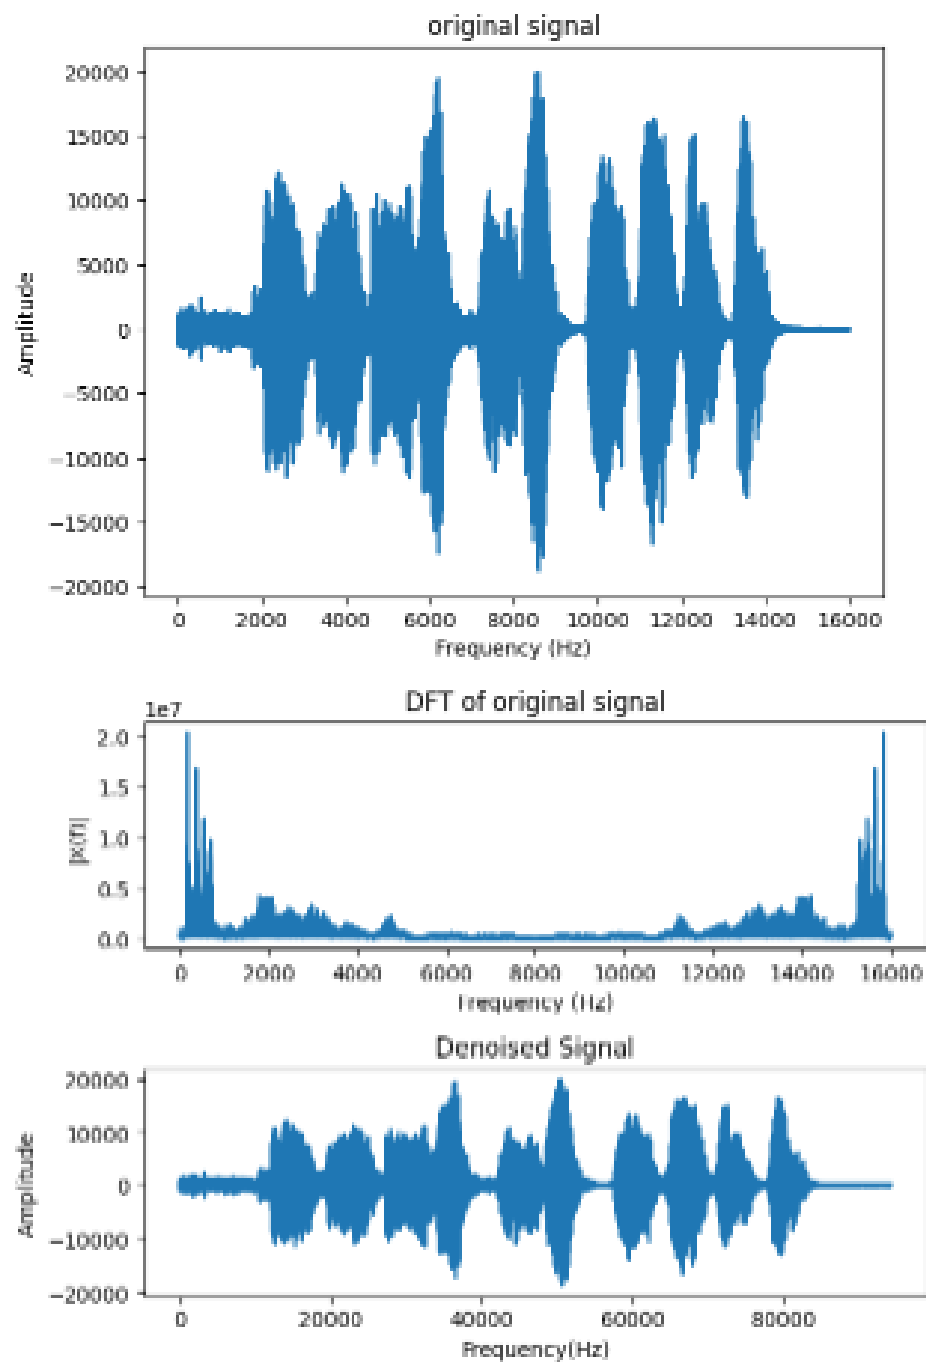 original signal
20000
15000
10000
5000
0
−5000
−10000
−15000
−20000
Amplitude
0 2000 4000 6000 8000 10000 12000 14000 16000
Frequency (Hz)
DFT of original signal
1e7
2.0
1.5
1.0
0.5
0.0
|X(f)|
0 2000 4000 6000 8000 10000 12000 14000 16000
Frequency (Hz)
Denoised Signal
20000
10000
0
−10000
−20000
Amplitude
0 20000 40000 60000 80000
Frequency(Hz)